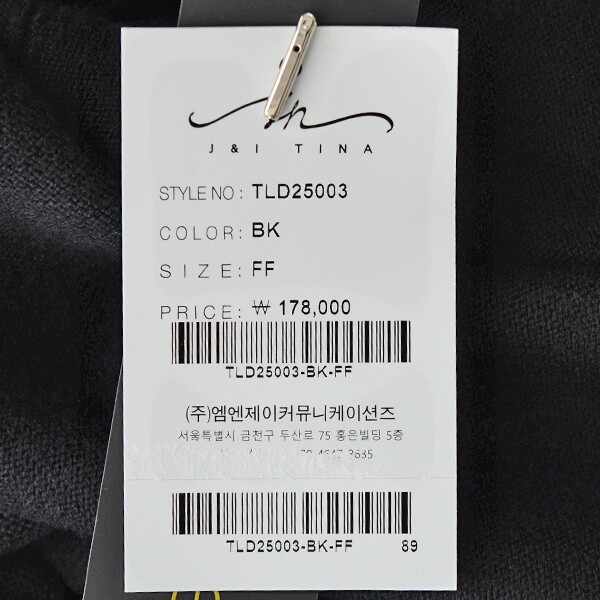 J & I TINA
STYLE NO : TLD25003
COLOR: BK
SIZE: FF
PRICE: ₩ 178,000
TLD25003-BK-FF
(주)엠엔제이커뮤니케이션즈
서울특별시 금천구 두산로 75 홍은빌딩 5층
TLD25003-BK-FF 89